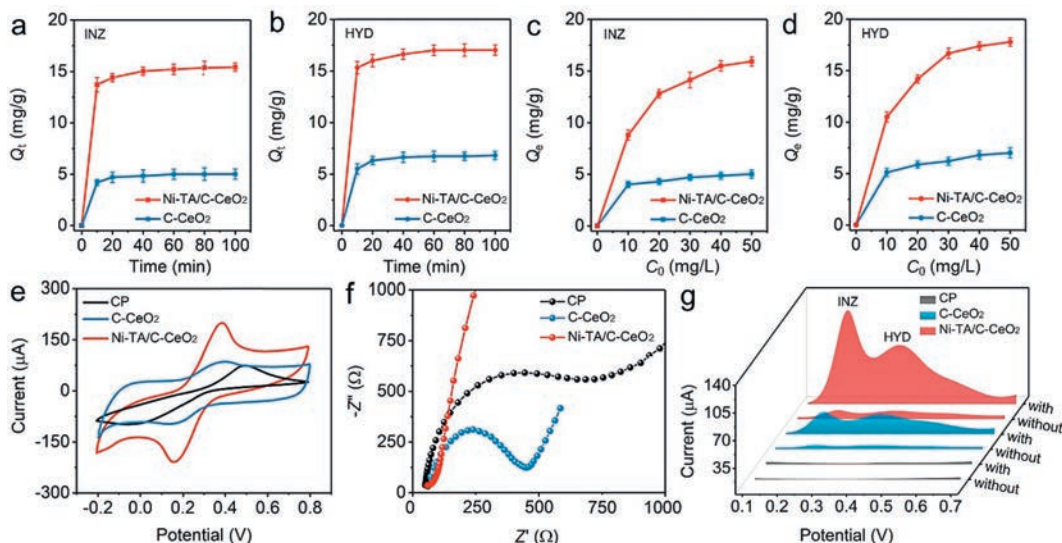 a
INZ
Qt (mg/g)
20
15
10
5
0
Ni-TA/C-CeO2
C-CeO2
0 20 40 60 80 100
Time (min)
b
HYD
Qt (mg/g)
20
15
10
5
0
Ni-TA/C-CeO2
C-CeO2
0 20 40 60 80 100
Time (min)
c
INZ
Qe (mg/g)
20
15
10
5
0
Ni-TA/C-CeO2
C-CeO2
0 10 20 30 40 50
C0 (mg/L)
d
HYD
Qe (mg/g)
20
15
10
5
0
Ni-TA/C-CeO2
C-CeO2
0 10 20 30 40 50
C0 (mg/L)
e
CP
C-CeO2
Ni-TA/C-CeO2
Current (μA)
300
150
0
-150
-300
-0.2 0.0 0.2 0.4 0.6 0.8
Potential (V)
f
CP
C-CeO2
Ni-TA/C-CeO2
-Z" (Ω)
1000
750
500
250
0
0 250 500 750 1000
Z' (Ω)
g
INZ
HYD
CP
C-CeO2
Ni-TA/C-CeO2
Current (μA)
140
105
70
35
with
without
with
without
with
without
0.1 0.2 0.3 0.4 0.5 0.6 0.7
Potential (V)